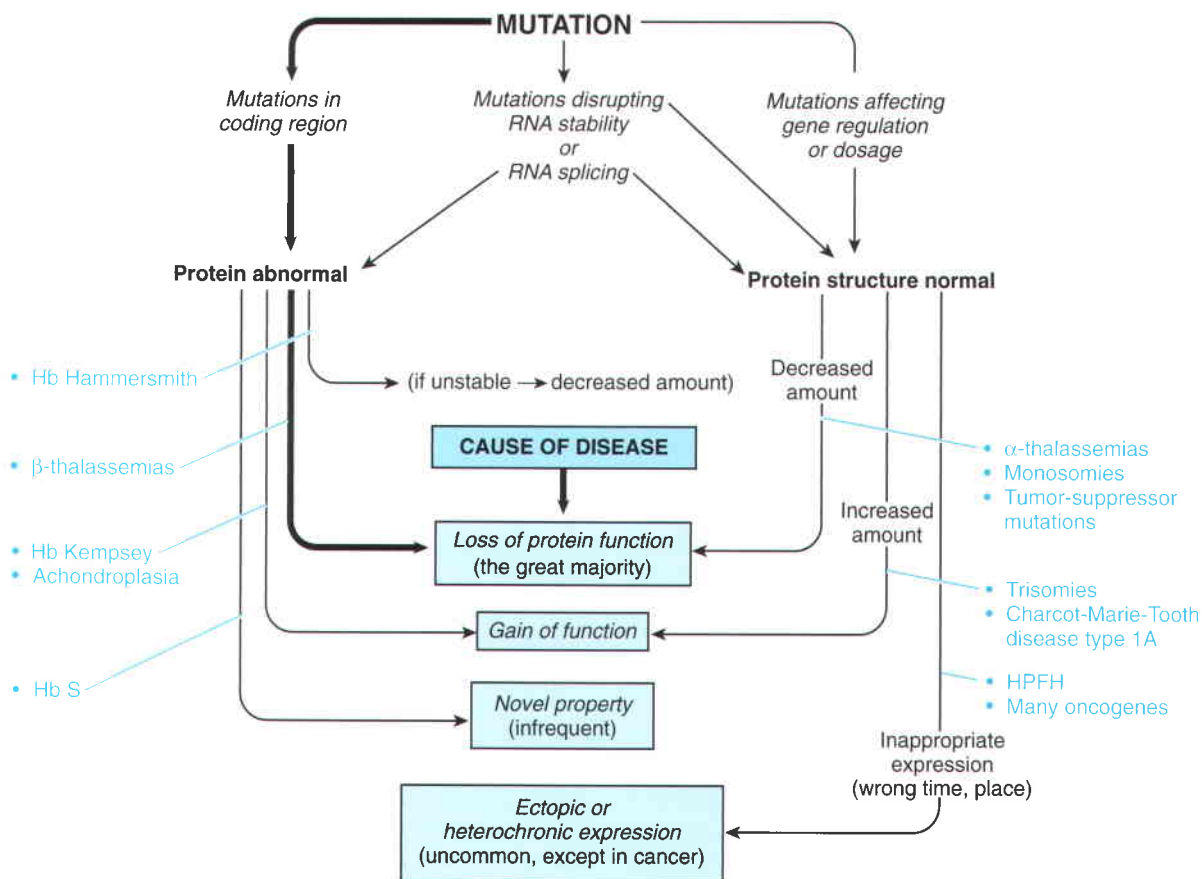 MUTATION
Mutations in
coding region
Mutations disrupting
RNA stability
or
RNA splicing
Mutations affecting
gene regulation
or dosage
Protein abnormal
Protein structure normal
• Hb Hammersmith
(if unstable → decreased amount)
Decreased
amount
• β-thalassemias
CAUSE OF DISEASE
• α-thalassemias
• Monosomies
• Tumor-suppressor
mutations
• Hb Kempsey
• Achondroplasia
Loss of protein function
(the great majority)
Increased
amount
Gain of function
• Trisomies
• Charcot-Marie-Tooth
disease type 1A
• Hb S
Novel property
(infrequent)
• HPFH
• Many oncogenes
Inappropriate
expression
(wrong time, place)
Ectopic or
heterochronic expression
(uncommon, except in cancer)